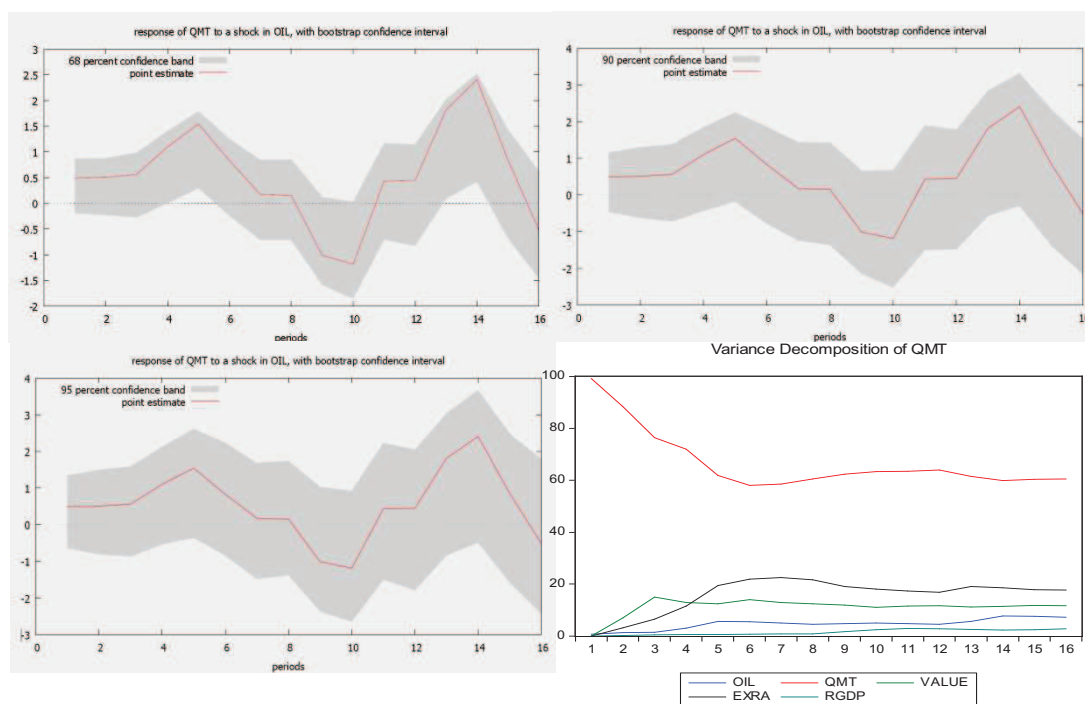 response of QMT to a shock in OIL, with bootstrap confidence interval
3
2.5
2
1.5
1
0.5
0
-0.5
-1
-1.5
-2
68 percent confidence band
point estimate
0 2 4 6 8 10 12 14 16
periods
response of QMT to a shock in OIL, with bootstrap confidence interval
4
3
2
1
0
-1
-2
-3
90 percent confidence band
point estimate
0 2 4 6 8 10 12 14 16
periods
response of QMT to a shock in OIL, with bootstrap confidence interval
4
3
2
1
0
-1
-2
-3
95 percent confidence band
point estimate
0 2 4 6 8 10 12 14 16
periods
Variance Decomposition of QMT
100
80
60
40
20
0
1 2 3 4 5 6 7 8 9 10 11 12 13 14 15 16
OIL QMT VALUE
EXRA RGDP